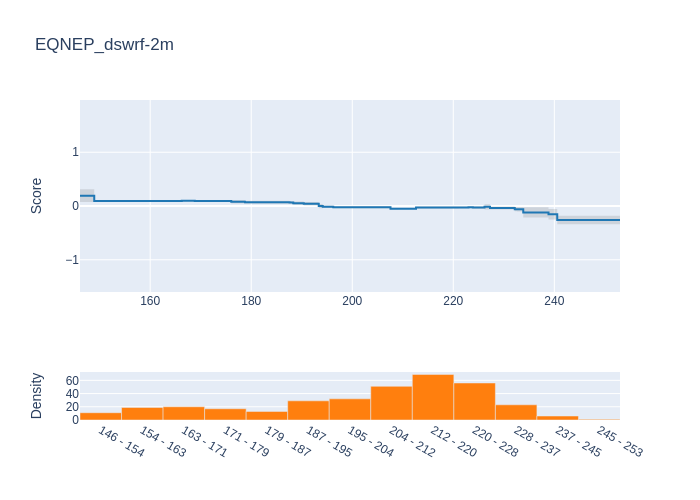 EQNEP_dswrf-2m
Score
1
0
−1
160 180 200 220 240
Density
60
40
20
0
146 - 154
154 - 163
163 - 171
171 - 179
179 - 187
187 - 195
195 - 204
204 - 212
212 - 220
220 - 228
228 - 237
237 - 245
245 - 253